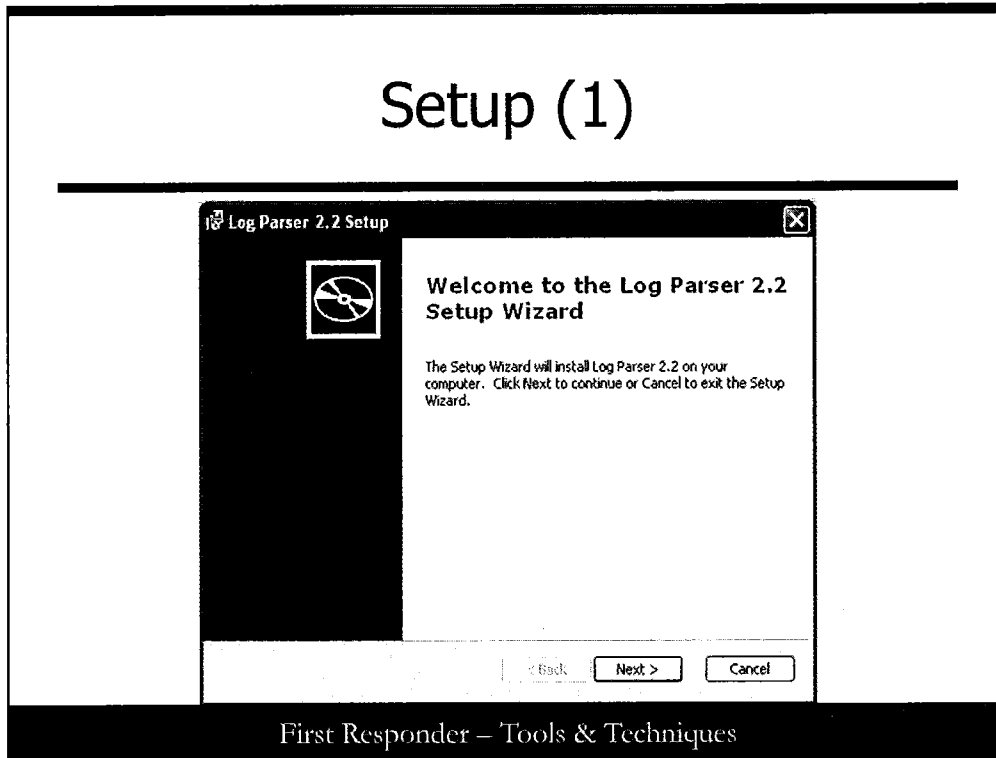 Setup (1)
Log Parser 2.2 Setup
Welcome to the Log Parser 2.2
Setup Wizard
The Setup Wizard will install Log Parser 2.2 on your
computer. Click Next to continue or Cancel to exit the Setup
Wizard.
< Back Next > Cancel
First Responder – Tools & Techniques